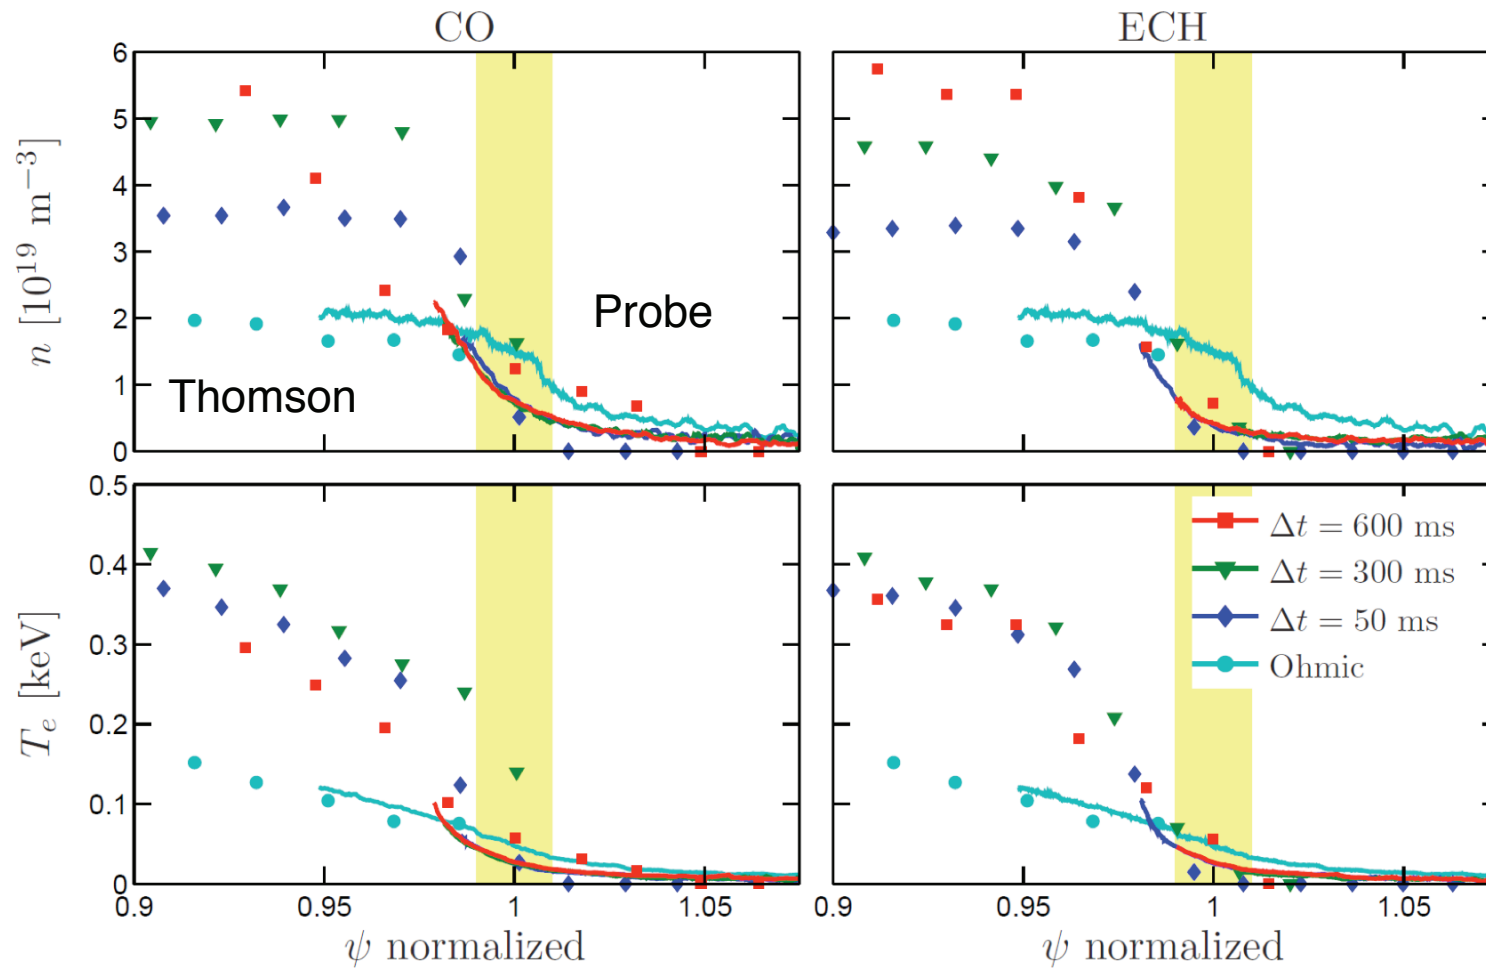 CO
ECH
6
5
4
3
2
1
0
n [10^19 m^−3]
Thomson
Probe
0.5
0.4
0.3
0.2
0.1
0
T_e [keV]
Δt = 600 ms
Δt = 300 ms
Δt = 50 ms
Ohmic
0.9 0.95 1 1.05
0.9 0.95 1 1.05
ψ normalized
ψ normalized